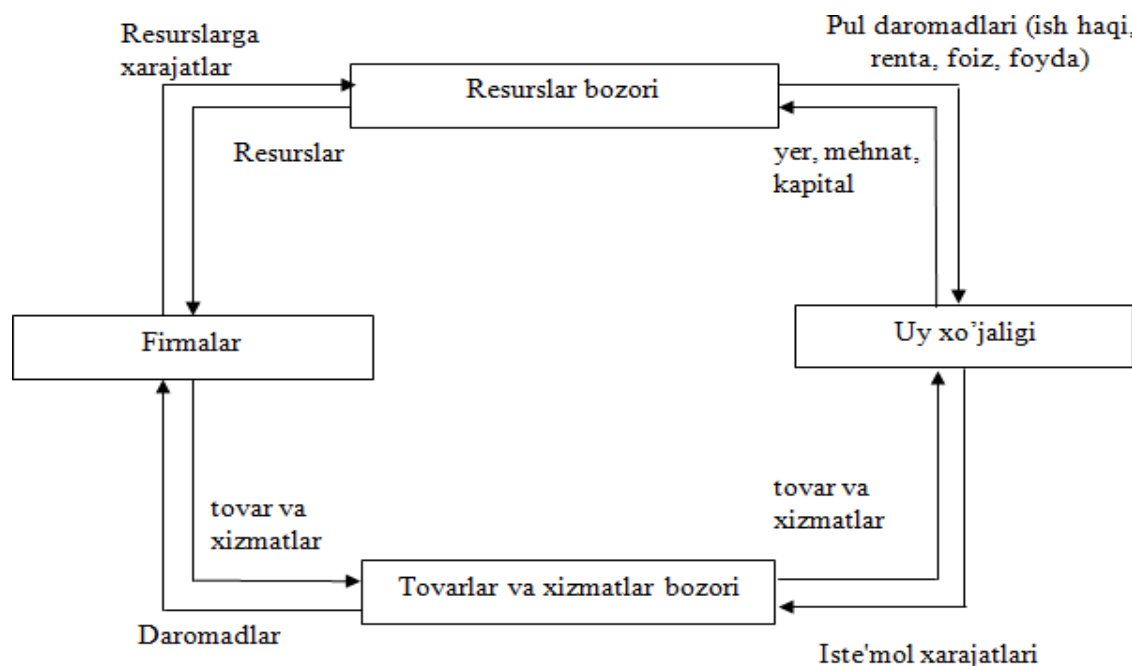 Resurslarga
xarajatlar
Pul daromadlari (ish haqi,
renta, foiz, foyda)
Resurslar bozori
Resurslar
yer, mehnat,
kapital
Firmalar
Uy xo’jaligi
tovar va
xizmatlar
tovar va
xizmatlar
Tovarlar va xizmatlar bozori
Daromadlar
Iste'mol xarajatlari